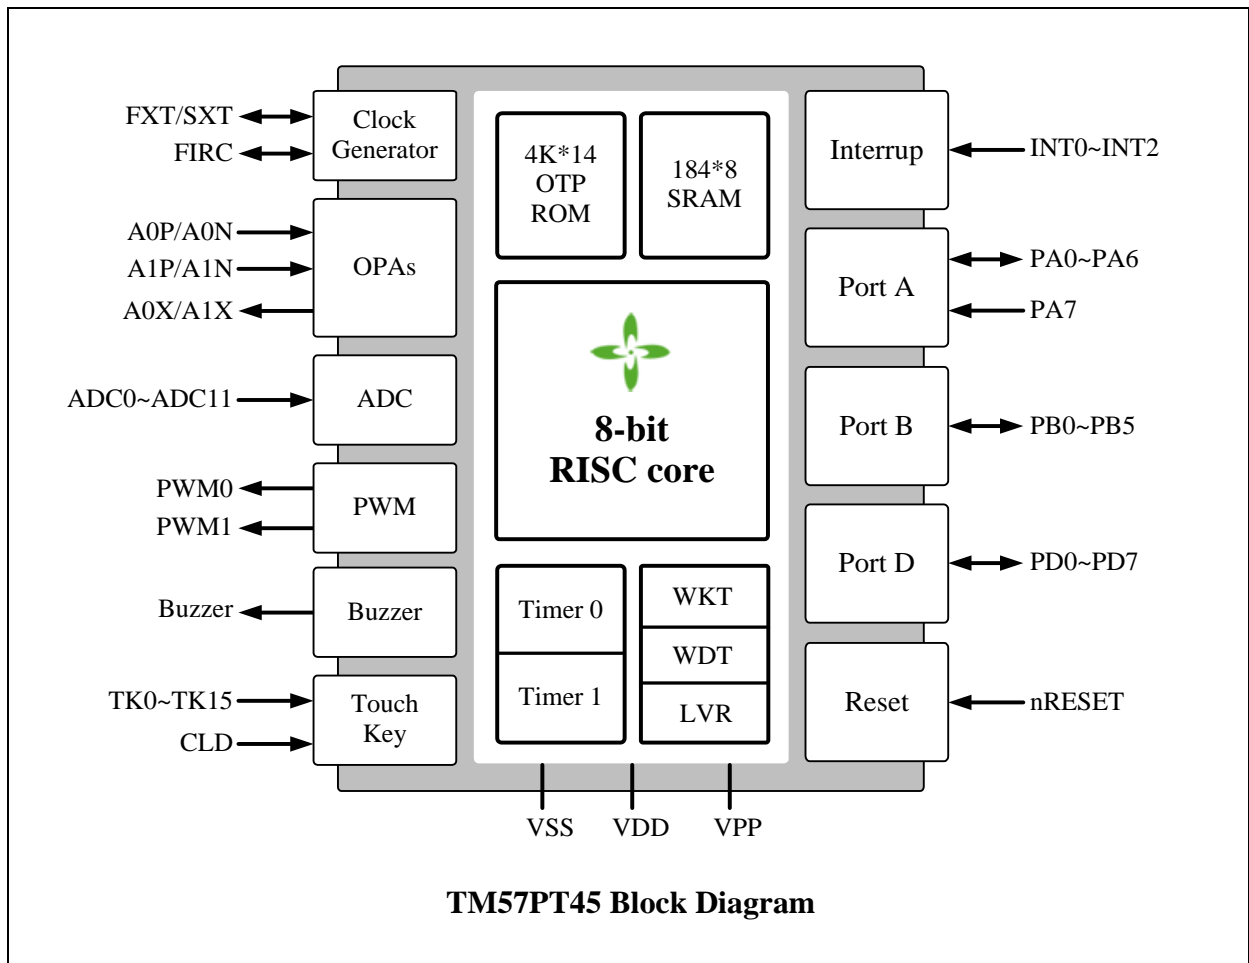 FXT/SXT
FIRC
Clock
Generator
A0P/A0N
A1P/A1N
A0X/A1X
OPAs
ADC0~ADC11
ADC
PWM0
PWM1
PWM
Buzzer
Buzzer
TK0~TK15
CLD
Touch
Key
4K*14
OTP
ROM
184*8
SRAM
8-bit
RISC core
Timer 0
Timer 1
WKT
WDT
LVR
Interrup
INT0~INT2
Port A
PA0~PA6
PA7
Port B
PB0~PB5
Port D
PD0~PD7
Reset
nRESET
VSS
VDD
VPP
TM57PT45 Block Diagram